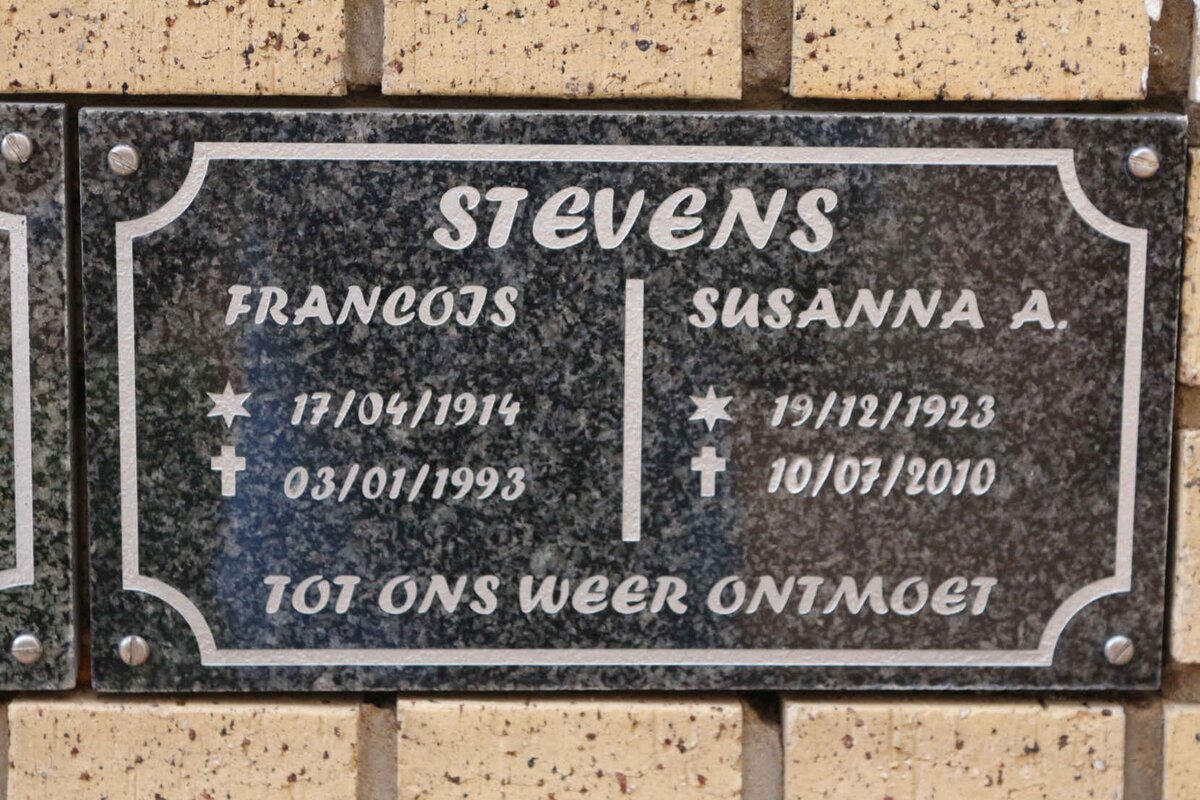 STEVENS
FRANCOIS
17/04/1914
03/01/1993
SUSANNA A.
19/12/1923
10/07/2010
TOT ONS WEER ONTMOET